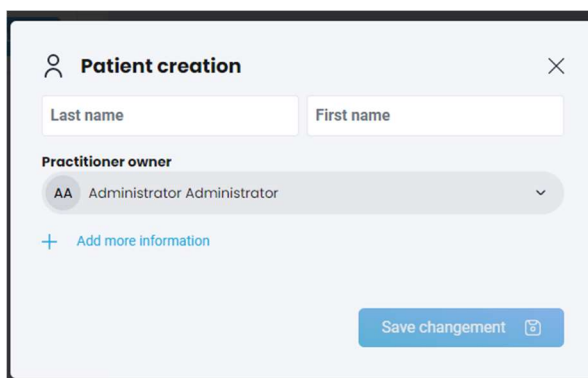 Patient creation
Last name First name
Practitioner owner
AA Administrator Administrator
Add more information
Save changement